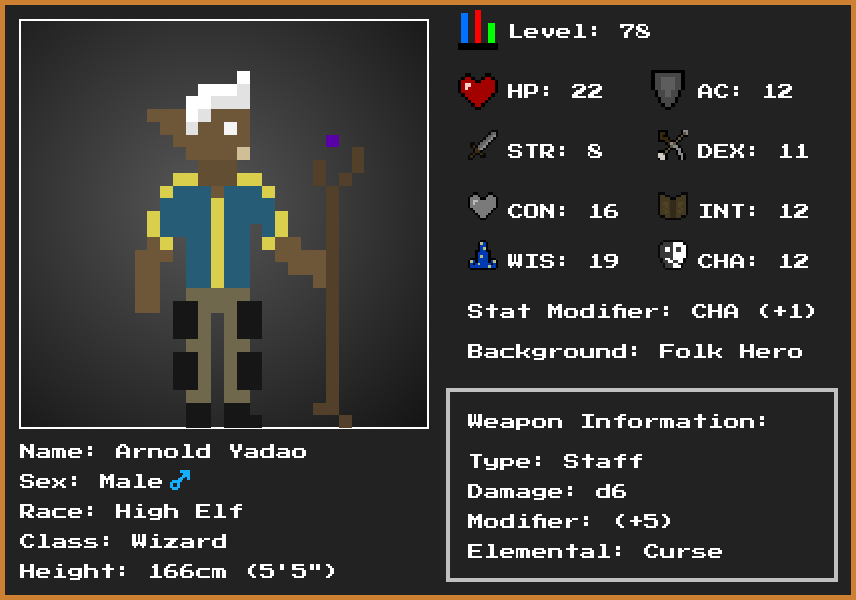 Level: 78
HP: 22
AC: 12
STR: 8
DEX: 11
CON: 16
INT: 12
WIS: 19
CHA: 12
Stat Modifier: CHA (+1)
Background: Folk Hero
Weapon Information:
Type: Staff
Damage: d6
Modifier: (+5)
Elemental: Curse
Name: Arnold Yadao
Sex: Male♂
Race: High Elf
Class: Wizard
Height: 166cm (5'5")